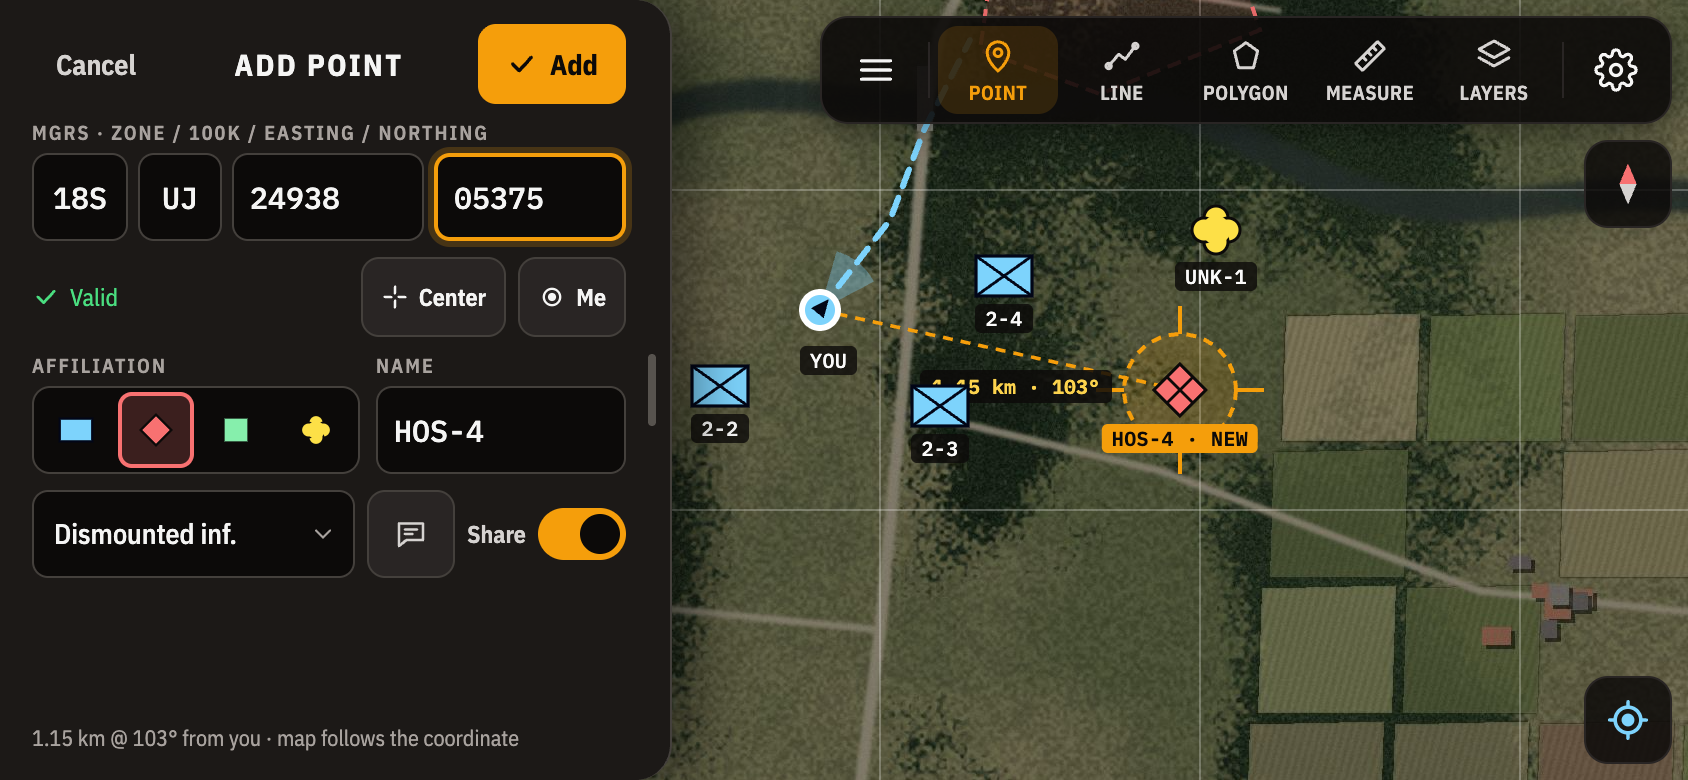 Cancel
ADD POINT
Add
MGRS · ZONE / 100K / EASTING / NORTHING
18S
UJ
24938
05375
Valid
Center
Me
AFFILIATION
NAME
HOS-4
Dismounted inf.
Share
1.15 km @ 103° from you · map follows the coordinate
POINT
LINE
POLYGON
MEASURE
LAYERS
UNK-1
2-4
YOU
km · 103°
2-2
2-3
HOS-4 · NEW